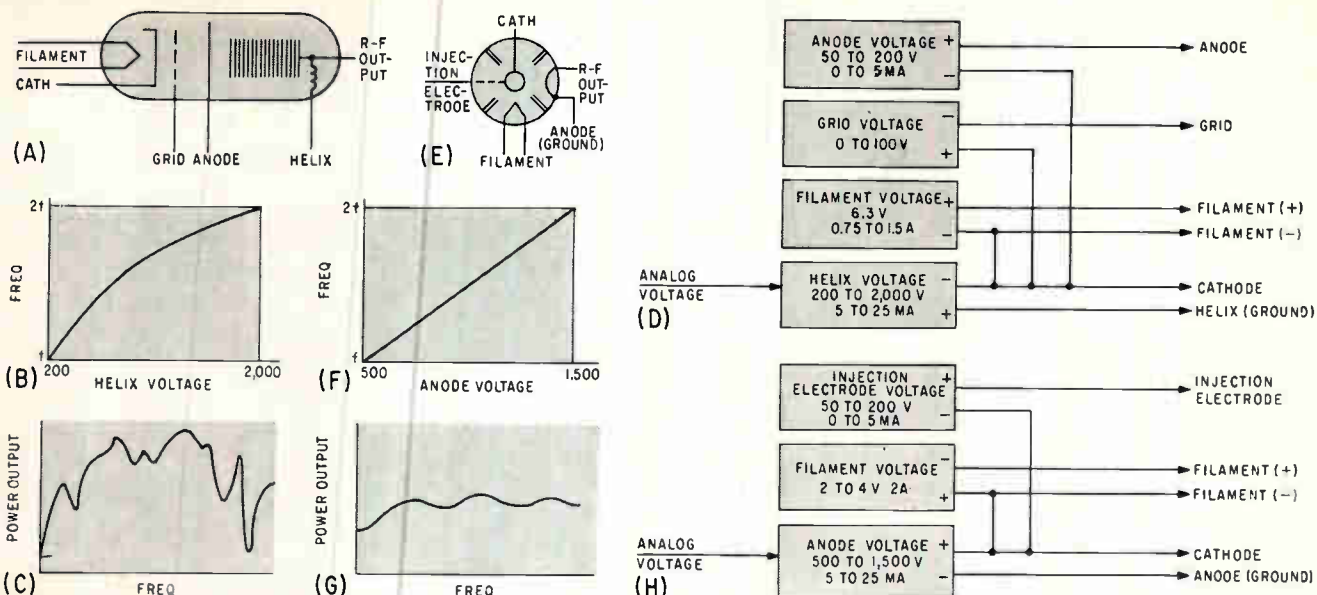 FILAMENT
CATH
R-F
OUT-
PUT
(A)
GRID ANODE
HELIX
CATH
INJEC-
TION
ELEC-
TROOE
R-F
OUT-
PUT
ANODE
(GROUND)
(E)
FILAMENT
2f
FREQ
f
(B)
200
HELIX VOLTAGE
2,000
2f
FREQ
f
(F)
500
ANODE VOLTAGE
1,500
POWER OUTPUT
(C)
FREQ
POWER OUTPUT
(G)
FREQ
ANODE VOLTAGE +
50 TO 200 V
0 TO 5MA −
ANOOE
GRIO VOLTAGE −
0 TO 100V +
GRID
FILAMENT VOLTAGE +
6.3 V
0.75 TO 1.5A −
FILAMENT (+)
FILAMENT (−)
ANALOG
VOLTAGE
(D)
HELIX VOLTAGE −
200 TO 2,000 V
5 TO 25 MA +
CATHODE
HELIX (GROUND)
INJECTION +
ELECTRODE VOLTAGE
50 TO 200 V −
0 TO 5MA
INJECTION
ELECTRODE
FILAMENT VOLTAGE −
2 TO 4 V 2A +
FILAMENT (+)
FILAMENT (−)
ANALOG
VOLTAGE
(H)
ANODE VOLTAGE +
500 TO 1,500V
5 TO 25 MA −
CATHODE
ANOOE (GROUND)